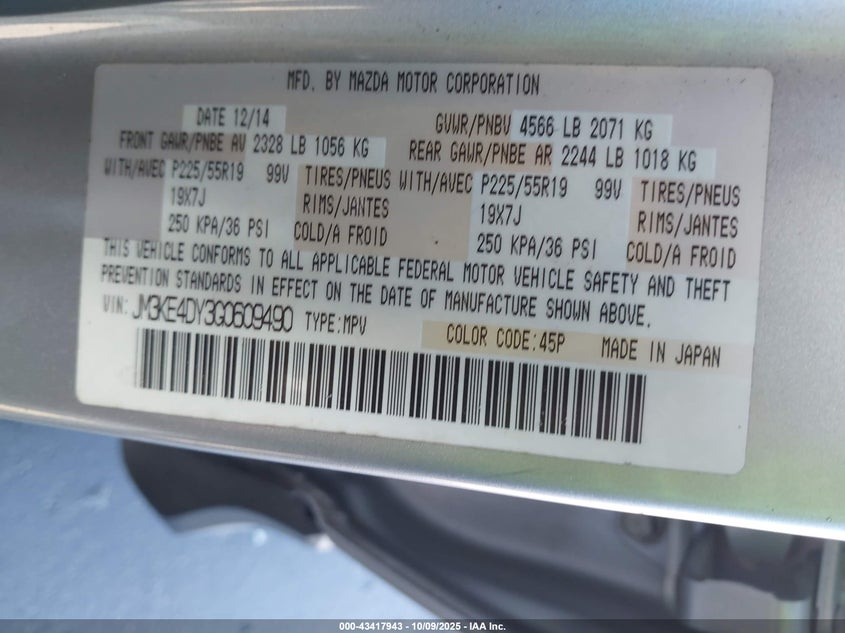 MFD. BY MAZDA MOTOR CORPORATION
DATE 12/14 GVWR/PNBV 4566 LB 2071 KG
FRONT GAWR/PNBE AV 2328 LB 1056 KG REAR GAWR/PNBE AR 2244 LB 1018 KG
WITH/AVEC P225/55R19 99V TIRES/PNEUS WITH/AVEC P225/55R19 99V TIRES/PNEUS
19X7J RIMS/JANTES 19X7J RIMS/JANTES
250 KPA/36 PSI COLD/A FROID 250 KPA/36 PSI COLD/A FROID
THIS VEHICLE CONFORMS TO ALL APPLICABLE FEDERAL MOTOR VEHICLE SAFETY AND THEFT
PREVENTION STANDARDS IN EFFECT ON THE DATE OF MANUFACTURE SHOWN ABOVE.
VIN: JM3KE4DY3G0609490 TYPE:MPV COLOR CODE:45P MADE IN JAPAN
000-43417943 - 10/09/2025 - IAA Inc.